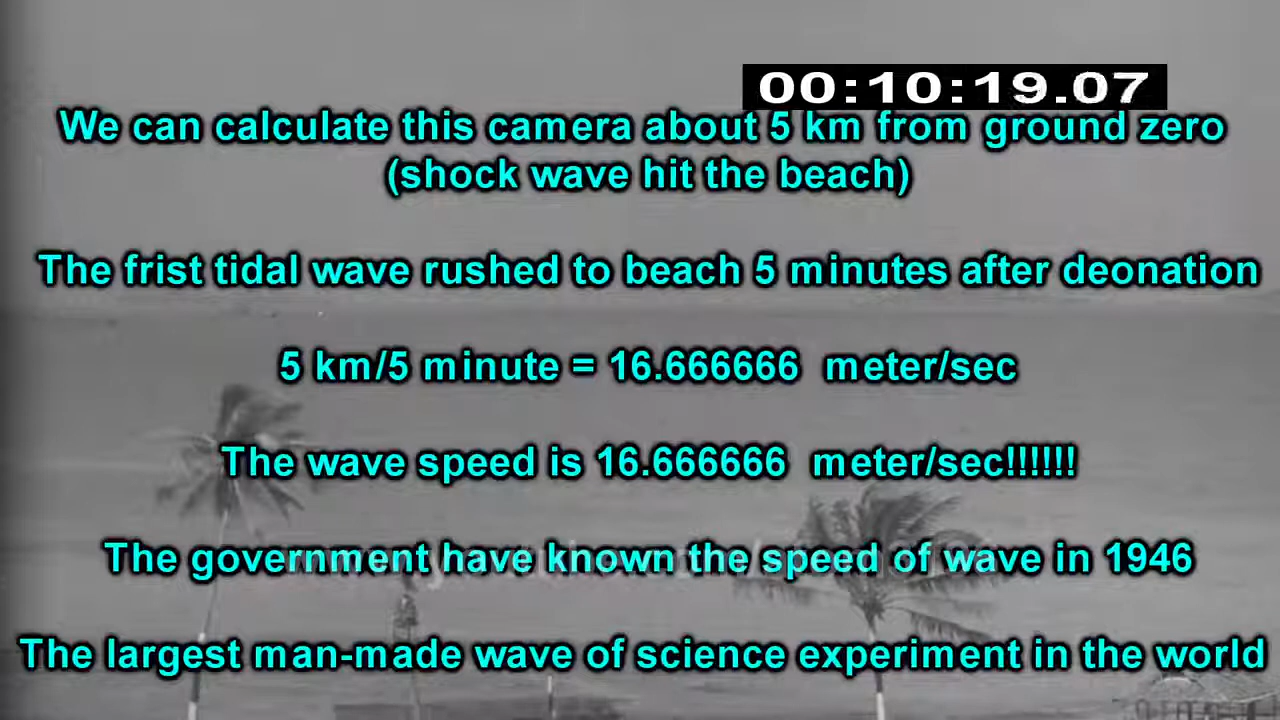 00:10:19.07
We can calculate this camera about 5 km from ground zero
(shock wave hit the beach)
The frist tidal wave rushed to beach 5 minutes after deonation
5 km/5 minute = 16.666666 meter/sec
The wave speed is 16.666666 meter/sec!!!!!!
The government have known the speed of wave in 1946
The largest man-made wave of science experiment in the world